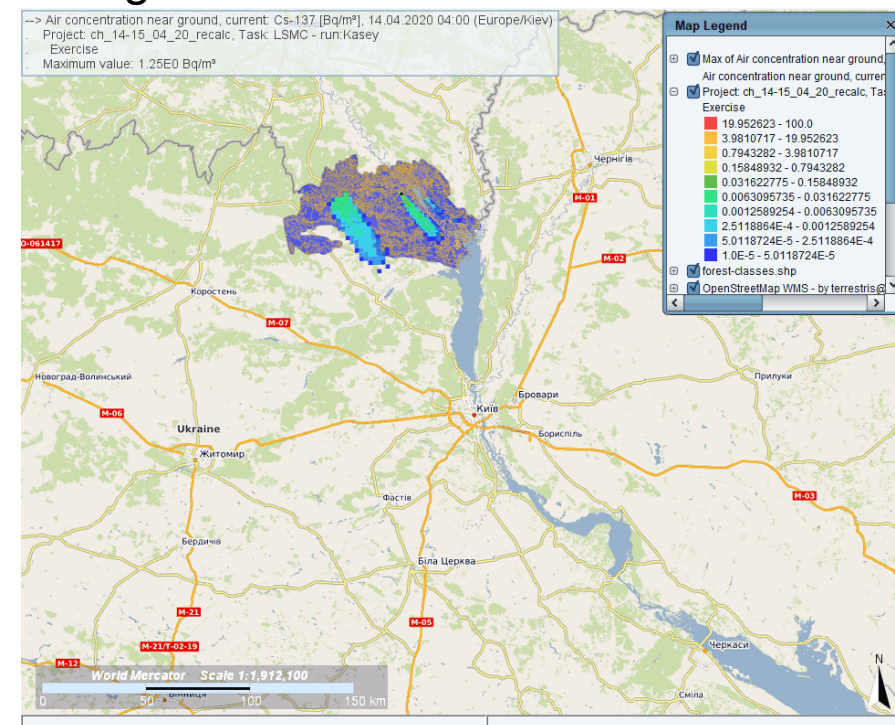 --> Air concentration near ground, current: Cs-137 [Bq/m³], 14.04.2020 04:00 (Europe/Kiev)
. Project: ch_14-15_04_20_recalc, Task: LSMC - run:Kasey
. Exercise
. Maximum value: 1.25E0 Bq/m³
Map Legend
Max of Air concentration near ground,
Air concentration near ground, curren
Project: ch_14-15_04_20_recalc, Tas
Exercise
19.952623 - 100.0
3.9810717 - 19.952623
0.7943282 - 3.9810717
0.15848932 - 0.7943282
0.031622775 - 0.15848932
0.0063095735 - 0.031622775
0.0012589254 - 0.0063095735
2.5118864E-4 - 0.0012589254
5.0118724E-5 - 2.5118864E-4
1.0E-5 - 5.0118724E-5
forest-classes.shp
OpenStreetMap WMS - by terrestris@
Чернігів
M-01
O-061417
M-02
Коростень
M-07
Новоград-Волинський
Прилуки
Бровари
Київ
M-06
Ukraine
Бориспіль
Житомир
M-03
Фастів
Бердичів
Біла Церква
M-21
M-05
M-21/T-02-19
Черкаси
M-12
World Mercator Scale 1:1,912,100
N
Вінниця
Сміла
0 50 100 150 km